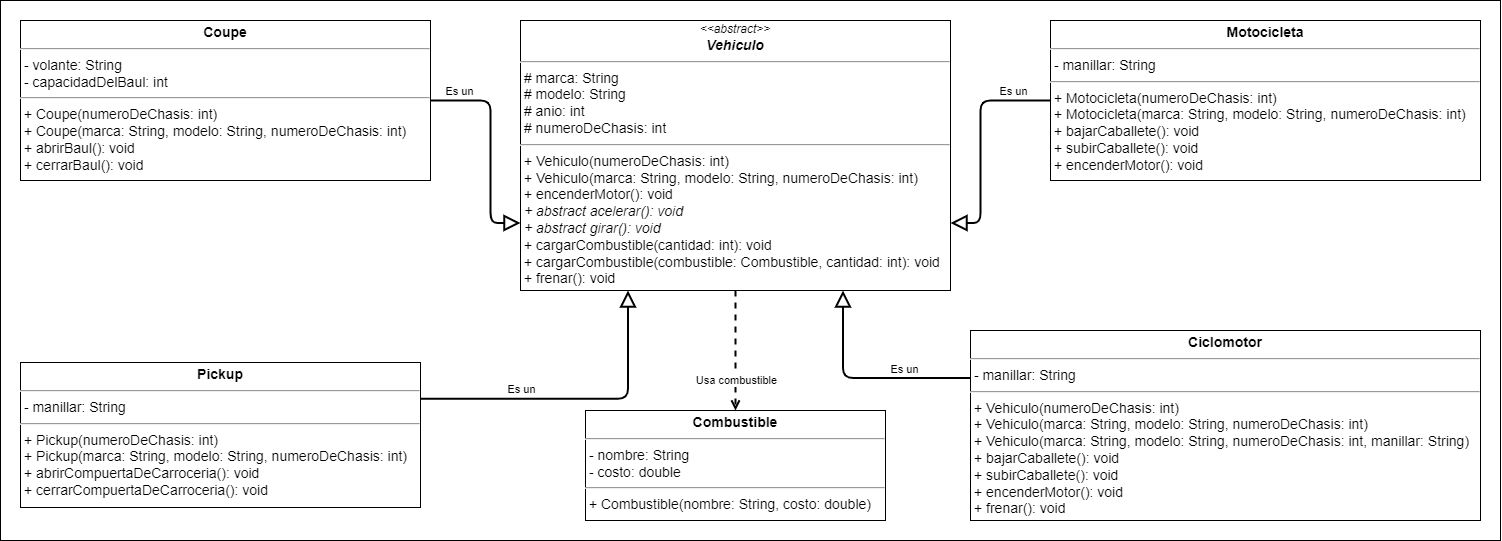 Coupe
- volante: String
- capacidadDelBaul: int
+ Coupe(numeroDeChasis: int)
+ Coupe(marca: String, modelo: String, numeroDeChasis: int)
+ abrirBaul(): void
+ cerrarBaul(): void
Es un
<<abstract>>
Vehiculo
# marca: String
# modelo: String
# anio: int
# numeroDeChasis: int
+ Vehiculo(numeroDeChasis: int)
+ Vehiculo(marca: String, modelo: String, numeroDeChasis: int)
+ encenderMotor(): void
+ abstract acelerar(): void
+ abstract girar(): void
+ cargarCombustible(cantidad: int): void
+ cargarCombustible(combustible: Combustible, cantidad: int): void
+ frenar(): void
Es un
Motocicleta
- manillar: String
+ Motocicleta(numeroDeChasis: int)
+ Motocicleta(marca: String, modelo: String, numeroDeChasis: int)
+ bajarCaballete(): void
+ subirCaballete(): void
+ encenderMotor(): void
Pickup
- manillar: String
+ Pickup(numeroDeChasis: int)
+ Pickup(marca: String, modelo: String, numeroDeChasis: int)
+ abrirCompuertaDeCarroceria(): void
+ cerrarCompuertaDeCarroceria(): void
Es un
Usa combustible
Combustible
- nombre: String
- costo: double
+ Combustible(nombre: String, costo: double)
Es un
Ciclomotor
- manillar: String
+ Vehiculo(numeroDeChasis: int)
+ Vehiculo(marca: String, modelo: String, numeroDeChasis: int)
+ Vehiculo(marca: String, modelo: String, numeroDeChasis: int, manillar: String)
+ bajarCaballete(): void
+ subirCaballete(): void
+ encenderMotor(): void
+ frenar(): void